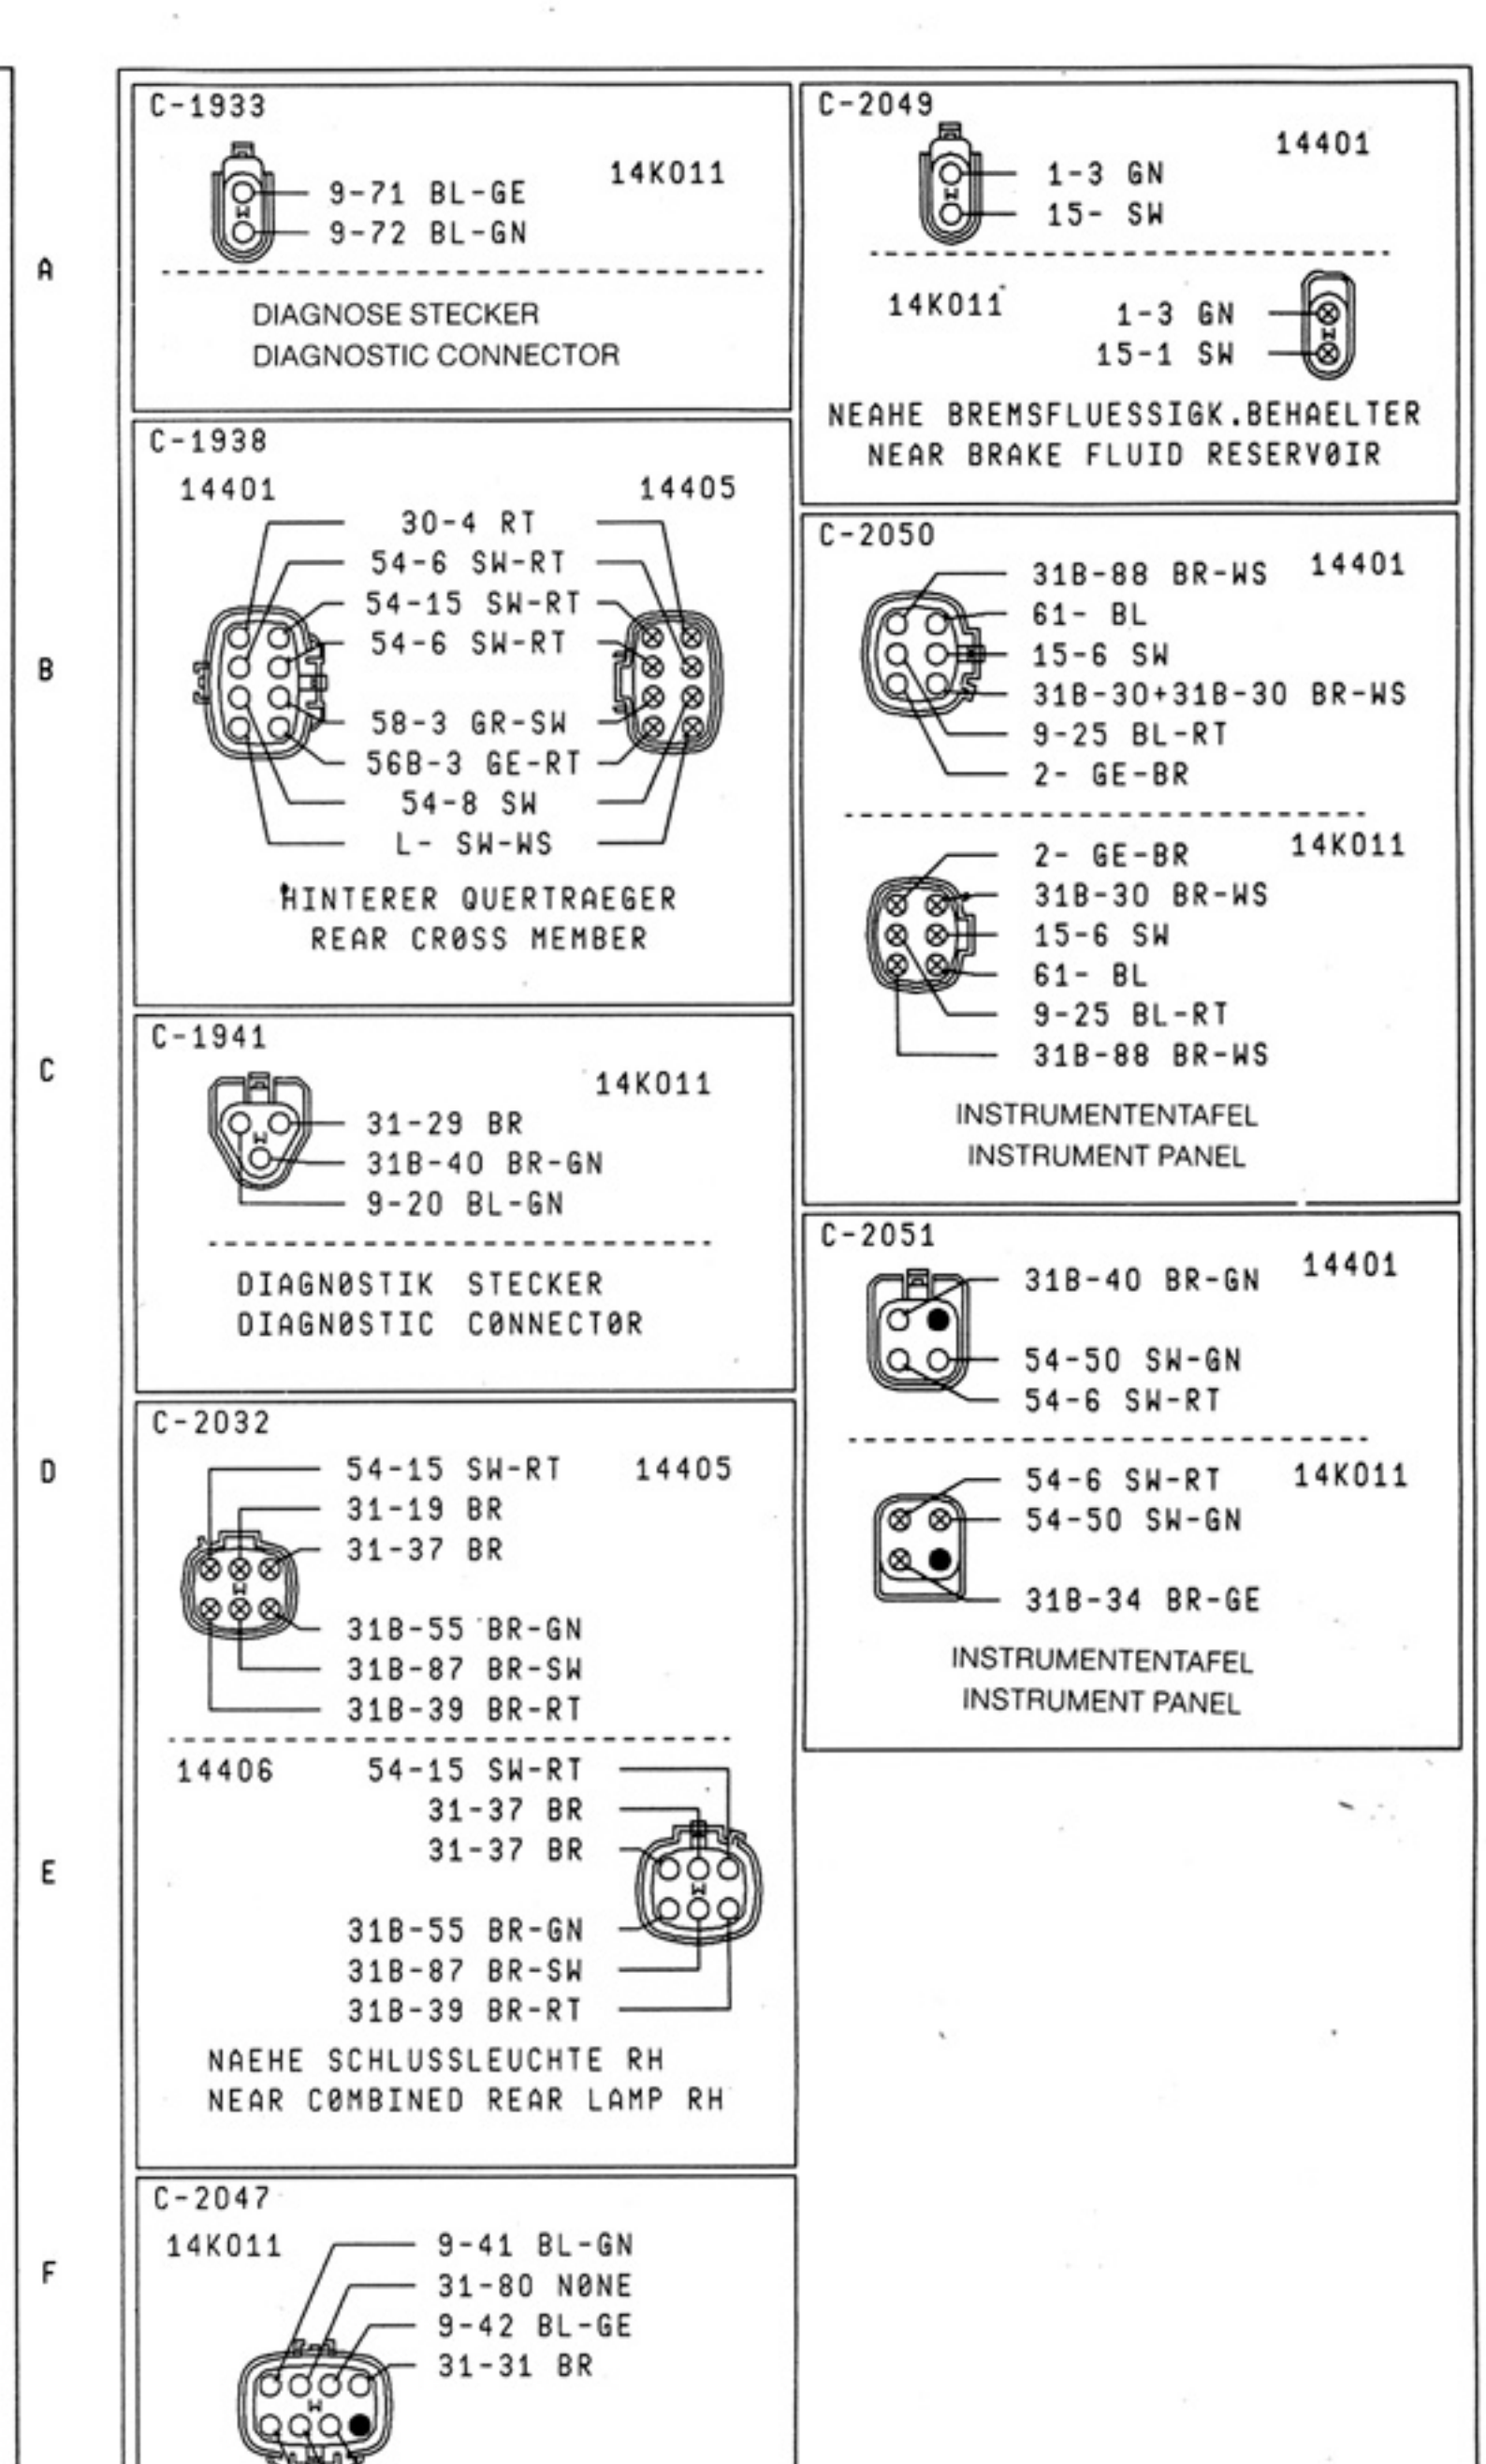 C-1933
14K011
9-71 BL-GE
9-72 BL-GN
DIAGNOSE STECKER
DIAGNOSTIC CONNECTOR
C-1938
14401
14405
30-4 RT
54-6 SW-RT
54-15 SW-RT
54-6 SW-RT
58-3 GR-SW
56B-3 GE-RT
54-8 SW
L- SW-WS
HINTERER QUERTRAEGER
REAR CROSS MEMBER
C-1941
14K011
31-29 BR
31B-40 BR-GN
9-20 BL-GN
DIAGNOSTIK STECKER
DIAGNOSTIC CONNECTOR
C-2032
54-15 SW-RT 14405
31-19 BR
31-37 BR
31B-55 BR-GN
31B-87 BR-SW
31B-39 BR-RT
14406 54-15 SW-RT
31-37 BR
31-37 BR
31B-55 BR-GN
31B-87 BR-SW
31B-39 BR-RT
NAEHE SCHLUSSLEUCHTE RH
NEAR COMBINED REAR LAMP RH
C-2047
14K011
9-41 BL-GN
31-80 NONE
9-42 BL-GE
31-31 BR
C-2049
14401
1-3 GN
15- SW
14K011
1-3 GN
15-1 SW
NEAHE BREMSFLUESSIGK.BEHAELTER
NEAR BRAKE FLUID RESERVOIR
C-2050
31B-88 BR-WS 14401
61- BL
15-6 SW
31B-30+31B-30 BR-WS
9-25 BL-RT
2- GE-BR
2- GE-BR 14K011
31B-30 BR-WS
15-6 SW
61- BL
9-25 BL-RT
31B-88 BR-WS
INSTRUMENTENTAFEL
INSTRUMENT PANEL
C-2051
31B-40 BR-GN 14401
54-50 SW-GN
54-6 SW-RT
54-6 SW-RT 14K011
54-50 SW-GN
31B-34 BR-GE
INSTRUMENTENTAFEL
INSTRUMENT PANEL
A
B
C
D
E
F